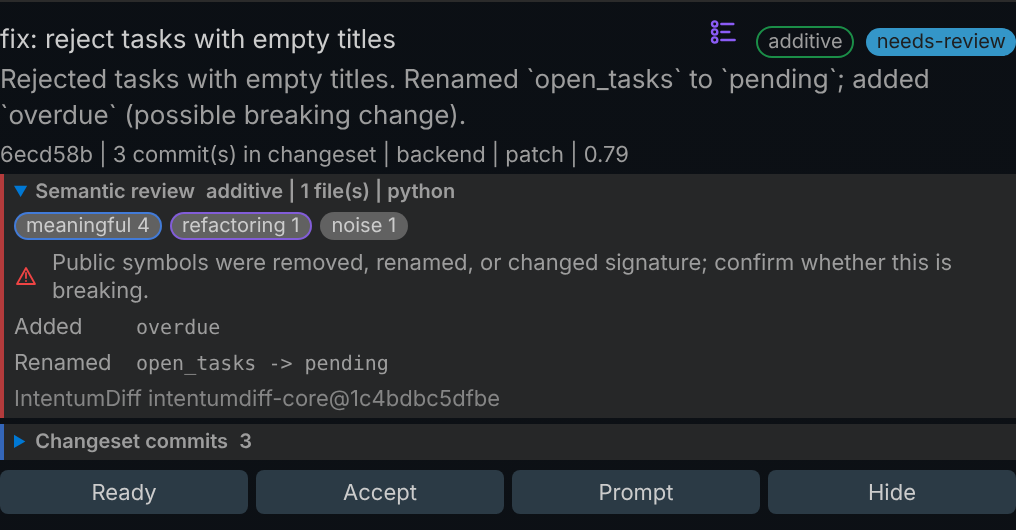 fix: reject tasks with empty titles
additive
needs-review
Rejected tasks with empty titles. Renamed `open_tasks` to `pending`; added
`overdue` (possible breaking change).
6ecd58b | 3 commit(s) in changeset | backend | patch | 0.79
Semantic review additive | 1 file(s) | python
meaningful 4 refactoring 1 noise 1
Public symbols were removed, renamed, or changed signature; confirm whether this is
breaking.
Added overdue
Renamed open_tasks -> pending
IntentumDiff intentumdiff-core@1c4bdbc5dfbe
Changeset commits 3
Ready Accept Prompt Hide